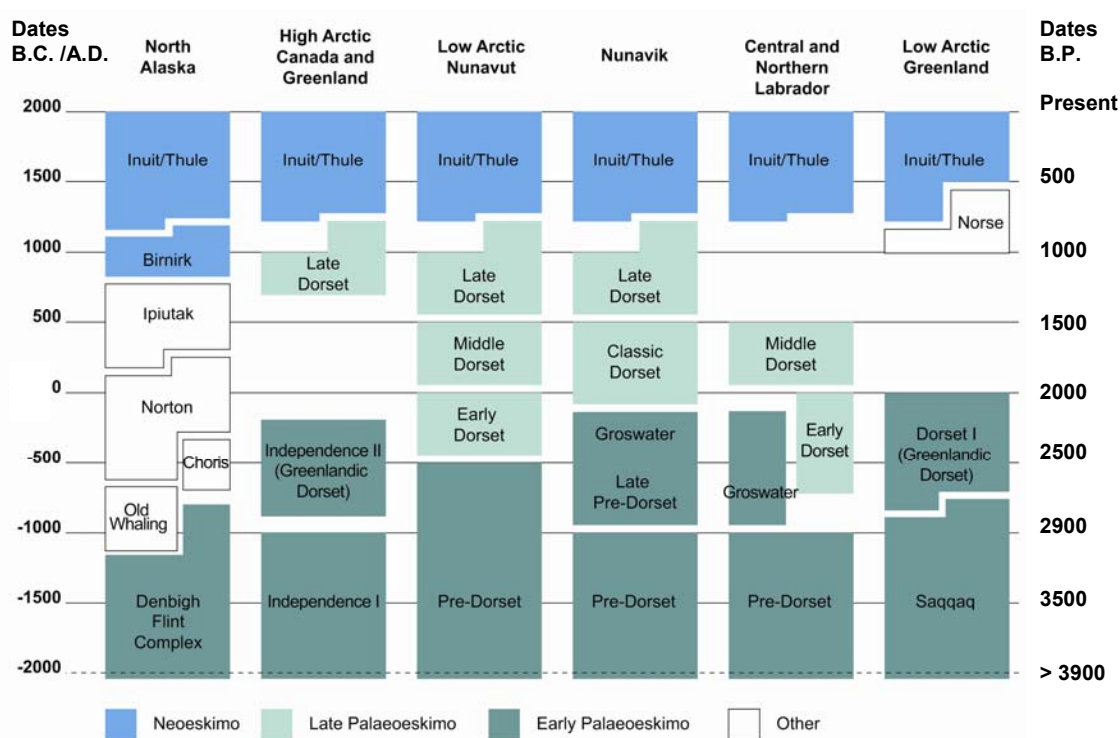 Dates
B.C. /A.D.
North
Alaska
High Arctic
Canada and
Greenland
Low Arctic
Nunavut
Nunavik
Central and
Northern
Labrador
Low Arctic
Greenland
Dates
B.P.
2000
Present
Inuit/Thule
Inuit/Thule
Inuit/Thule
Inuit/Thule
Inuit/Thule
Inuit/Thule
1500
500
Norse
1000
Birnirk
Late
Dorset
Late
Dorset
Late
Dorset
1000
Ipiutak
500
1500
Middle
Dorset
Classic
Dorset
Middle
Dorset
0
2000
Norton
Early
Dorset
Groswater
Early
Dorset
Dorset I
(Greenlandic
Dorset)
Choris
Independence II
(Greenlandic
Dorset)
-500
2500
Late
Pre-Dorset
Groswater
Old
Whaling
-1000
2900
Denbigh
Flint
Complex
Independence I
Pre-Dorset
Pre-Dorset
Pre-Dorset
Saqqaq
-1500
3500
-2000
> 3900
Neoeskimo
Late Palaeoeskimo
Early Palaeoeskimo
Other